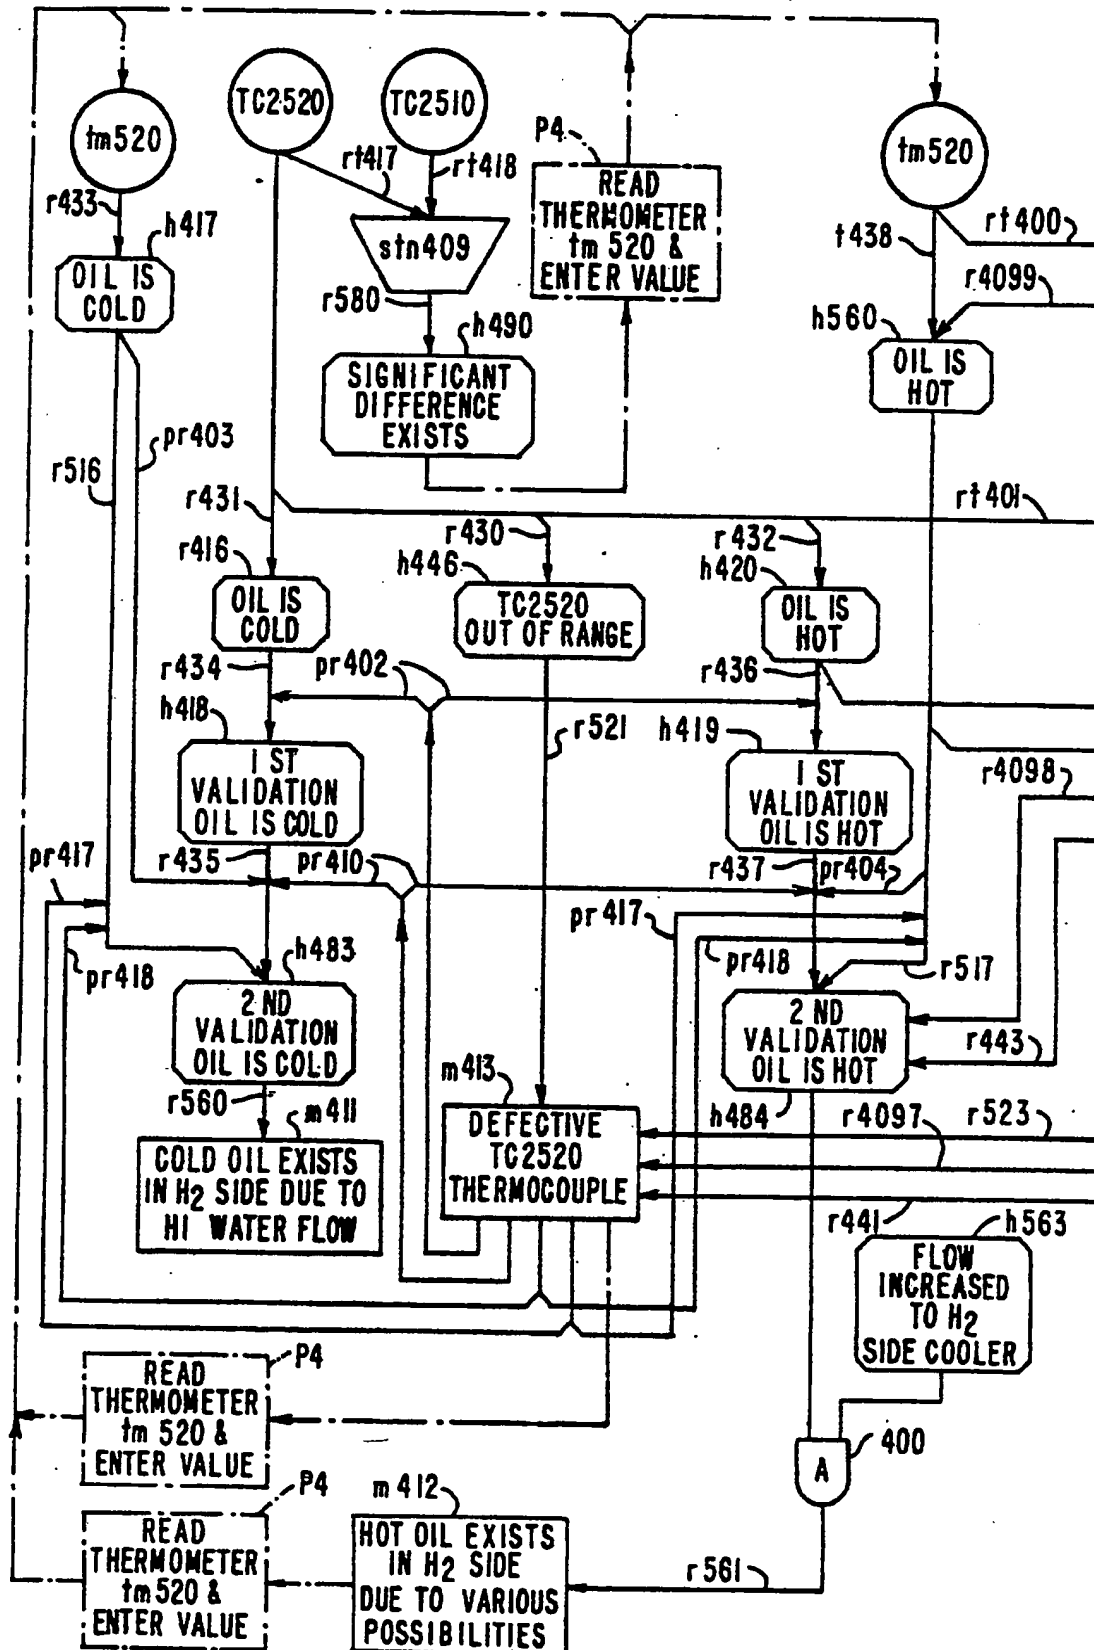 tm520
TC2520
TC2510
P4
tm520
r433
h417
rt417
rt418
READ
THERMOMETER
tm 520 &
ENTER VALUE
t438
rt400
OIL IS
COLD
stn409
r580
h490
r4099
h560
OIL IS
HOT
SIGNIFICANT
DIFFERENCE
EXISTS
pr403
r516
r431
r430
r432
rt401
r416
h446
h420
OIL IS
COLD
TC2520
OUT OF RANGE
OIL IS
HOT
r434
pr402
r436
h418
r521
h419
1 ST
VALIDATION
OIL IS COLD
1 ST
VALIDATION
OIL IS HOT
r4098
pr417
r435
pr410
r437
pr404
pr417
pr418
h483
pr418
r517
2 ND
VALIDATION
OIL IS COLD
2 ND
VALIDATION
OIL IS HOT
r443
r560
m411
m413
h484
r4097
r523
COLD OIL EXISTS
IN H2 SIDE DUE TO
HI WATER FLOW
DEFECTIVE
TC2520
THERMOCOUPLE
r441
h563
FLOW
INCREASED
TO H2
SIDE COOLER
P4
READ
THERMOMETER
tm 520 &
ENTER VALUE
400
A
P4
m412
READ
THERMOMETER
tm520 &
ENTER VALUE
HOT OIL EXISTS
IN H2 SIDE
DUE TO VARIOUS
POSSIBILITIES
r561